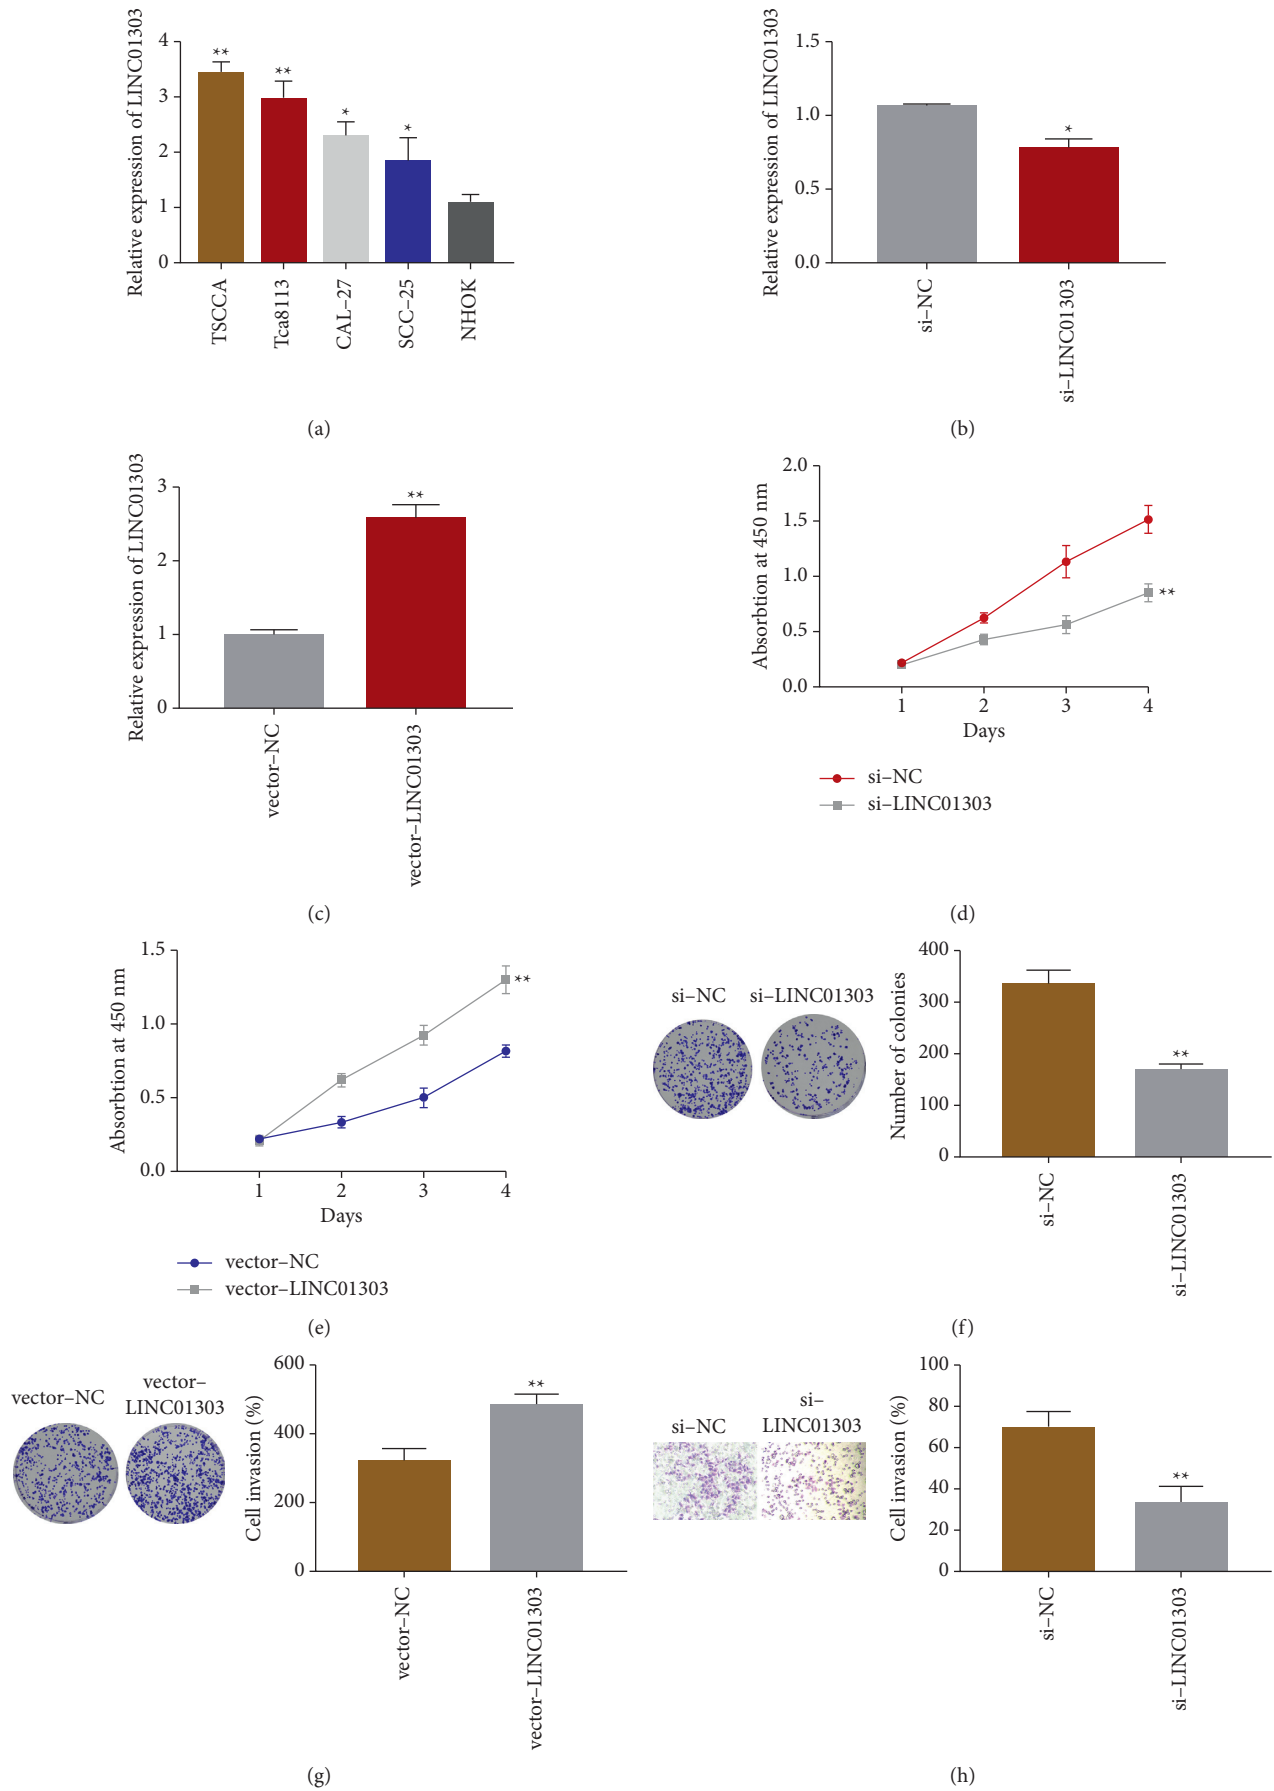 Relative expression of LINC01303
4
3
2
1
0
**
**
*
*
TSCCA
Tca8113
CAL–27
SCC–25
NHOK
(a)
Relative expression of LINC01303
1.5
1.0
0.5
0.0
*
si–NC
si–LINC01303
(b)
Relative expression of LINC01303
3
2
1
0
**
vector–NC
vector–LINC01303
(c)
Absorbtion at 450 nm
2.0
1.5
1.0
0.5
0.0
**
1 2 3 4
Days
si–NC
si–LINC01303
(d)
Absorbtion at 450 nm
1.5
1.0
0.5
0.0
**
1 2 3 4
Days
vector–NC
vector–LINC01303
(e)
si–NC si–LINC01303
Number of colonies
400
300
200
100
0
**
si–NC
si–LINC01303
(f)
vector–NC
vector–
LINC01303
Cell invasion (%)
600
400
200
0
**
vector–NC
vector–LINC01303
(g)
si–NC
si–
LINC01303
Cell invasion (%)
100
80
60
40
20
0
**
si–NC
si–LINC01303
(h)